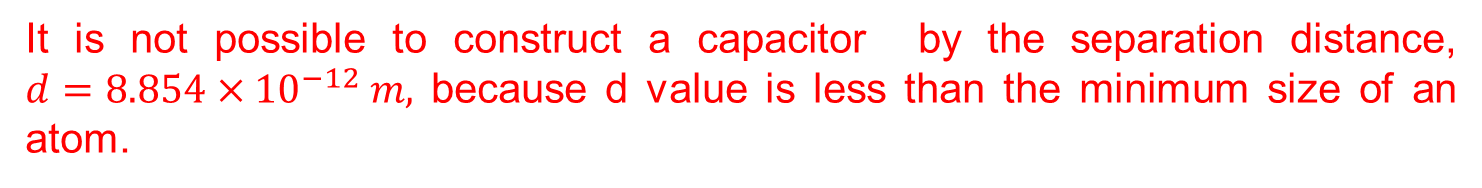 It is not possible to construct a capacitor by the separation distance,
d = 8.854 × 10⁻¹² m, because d value is less than the minimum size of an
atom.